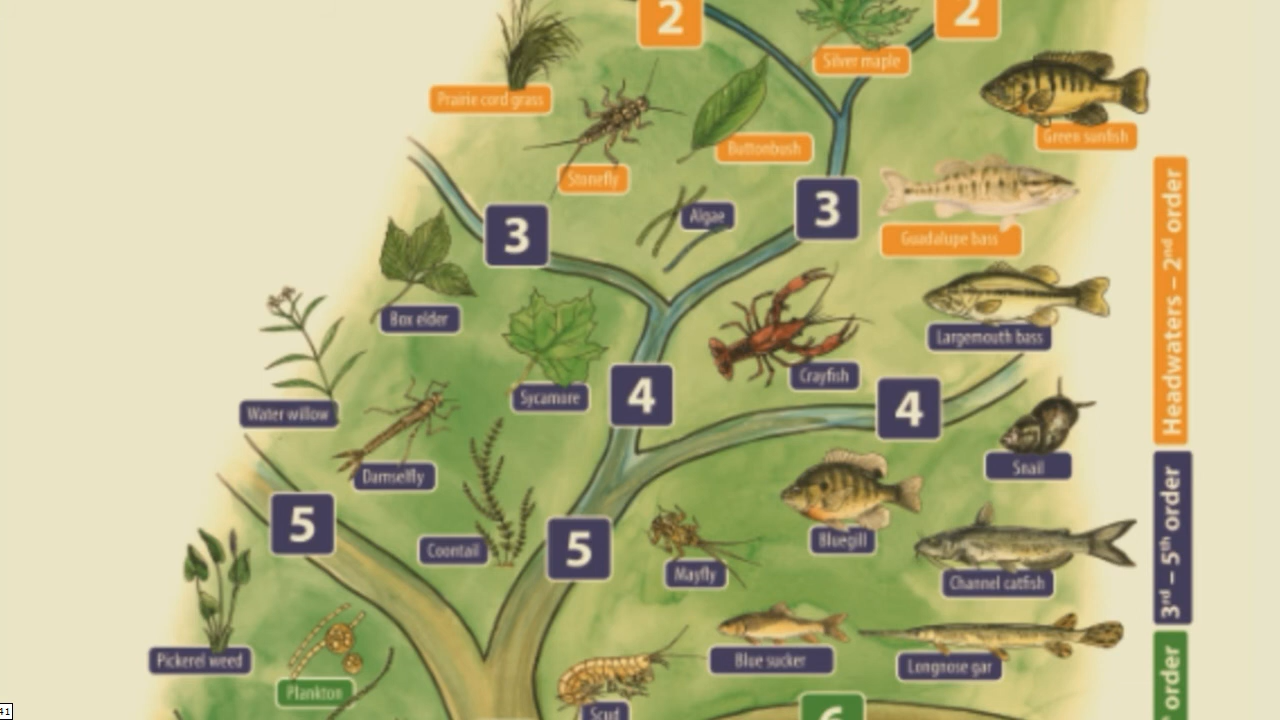 2
2
Silver maple
Prairie cord grass
Green sunfish
Buttonbush
Stonefly
3
Algae
3
Guadalupe bass
Headwaters – 2nd order
Box elder
Largemouth bass
Crayfish
Sycamore
4
4
Water willow
Damselfly
Snail
5
5
Coontail
Bluegill
Mayfly
Channel catfish
3rd – 5th order
Pickerel weed
Blue sucker
Longnose gar
Plankton
Scud
6
order
41